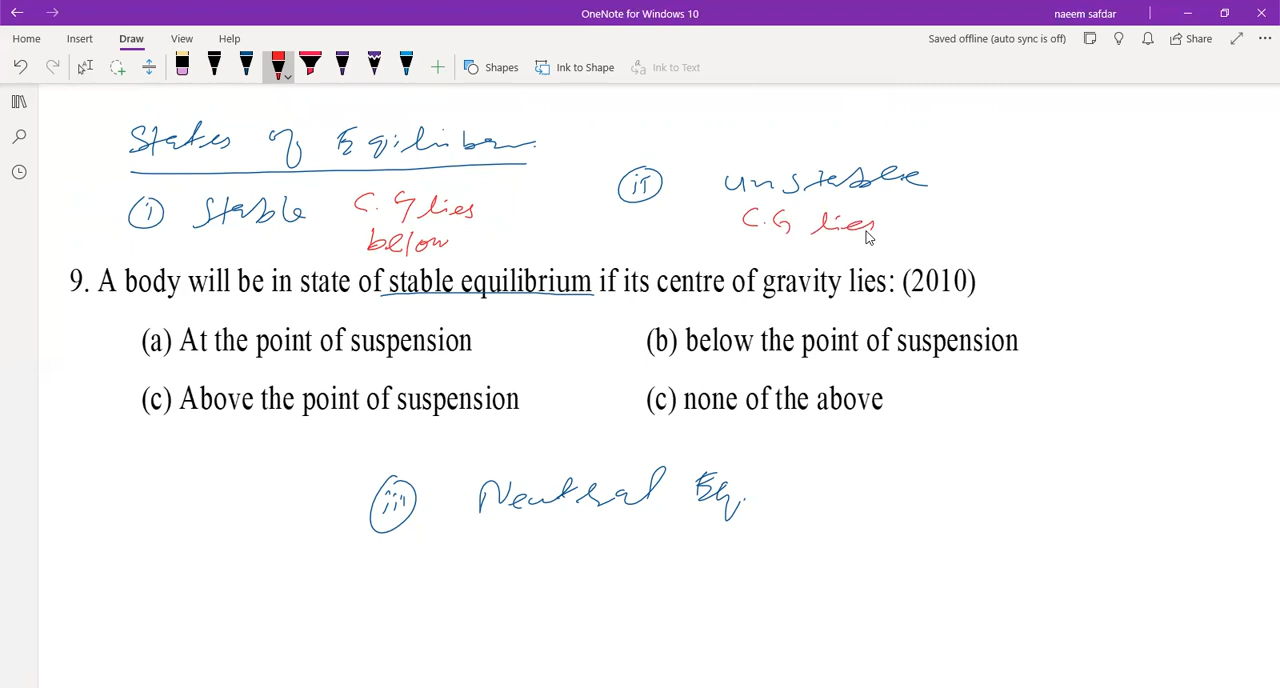 OneNote for Windows 10
naeem safdar
Home Insert Draw View Help
Saved offline (auto sync is off) Share
Shapes Ink to Shape Ink to Text
States of Equilibrm.
(i) Stable C.G lies
below
(ii) unstable
C.G lies
9. A body will be in state of stable equilibrium if its centre of gravity lies: (2010)
(a) At the point of suspension (b) below the point of suspension
(c) Above the point of suspension (c) none of the above
(iii) Neutral Eq.